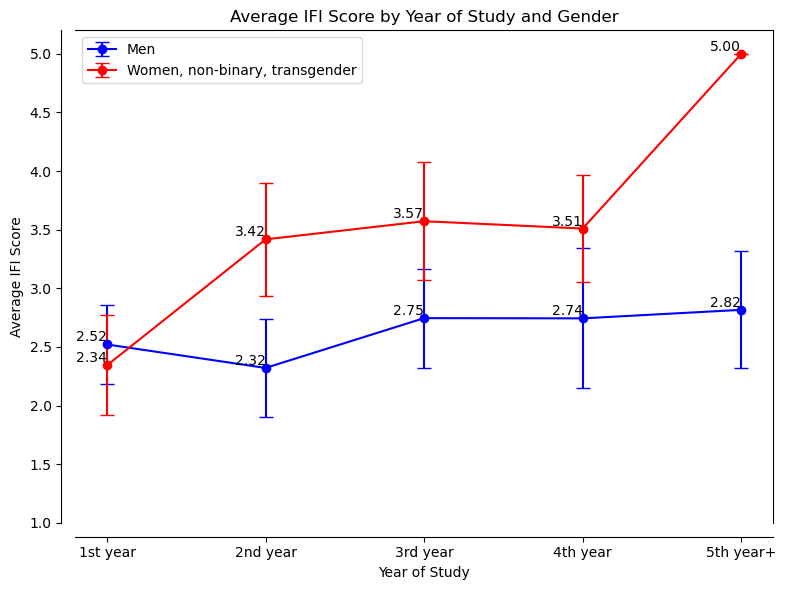 Average IFI Score by Year of Study and Gender
Men
Women, non-binary, transgender
Average IFI Score
5.0
4.5
4.0
3.5
3.0
2.5
2.0
1.5
1.0
5.00
3.42
3.57
3.51
2.52
2.34
2.32
2.75
2.74
2.82
1st year
2nd year
3rd year
4th year
5th year+
Year of Study